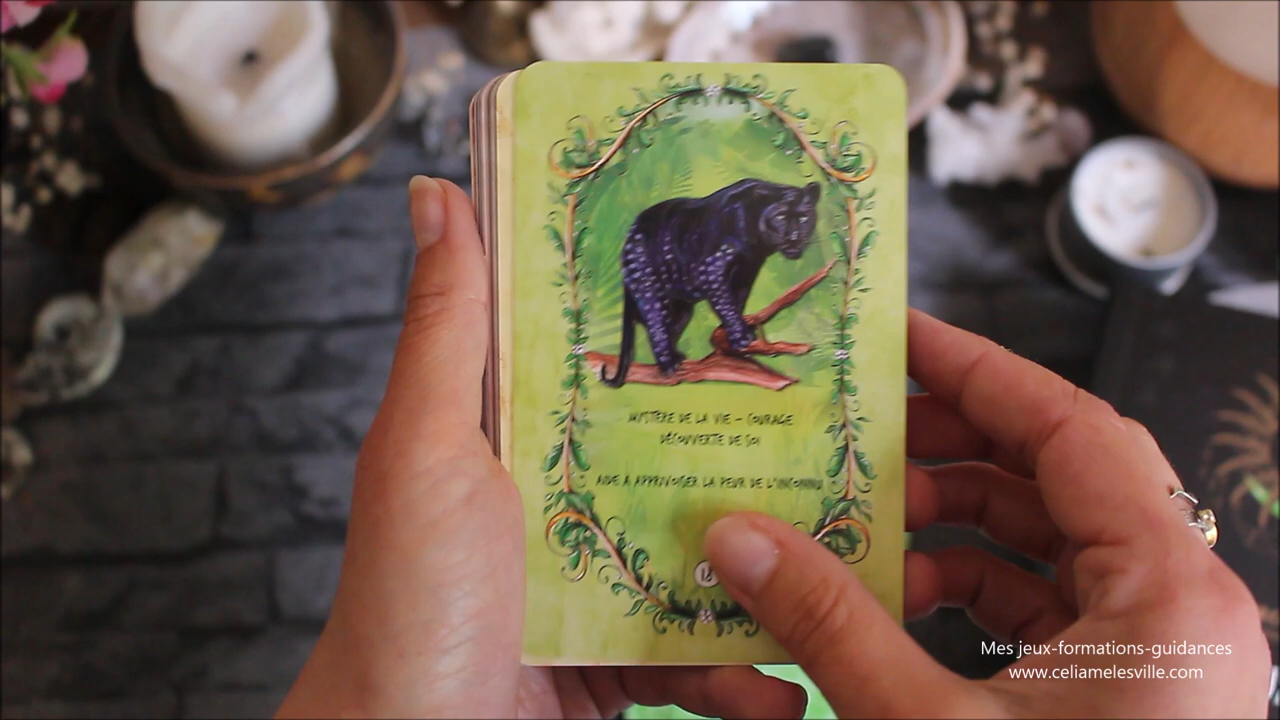 MYSTÈRE DE LA VIE - COURAGE
DÉCOUVERTE DE SOI
AIDE A APPRIVOISER LA PEUR DE L'INCONNU
Mes jeux-formations-guidances
www.celiamelesville.com